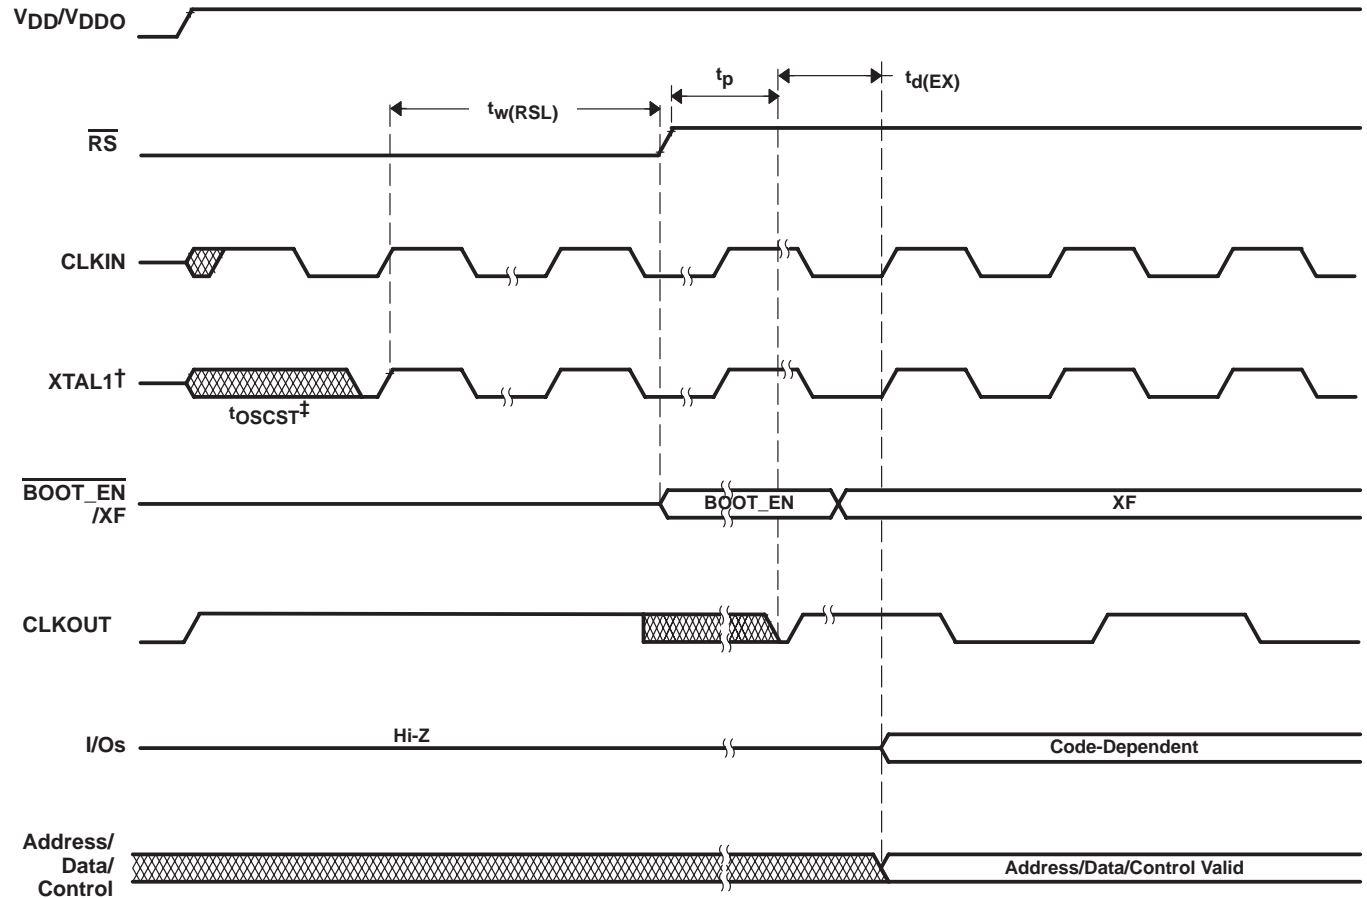 VDD/VDDO
tp
td(EX)
tw(RSL)
RS
CLKIN
XTAL1†
tOSCST‡
BOOT_EN
/XF
BOOT_EN
XF
CLKOUT
I/Os
Hi-Z
Code-Dependent
Address/
Data/
Control
Address/Data/Control Valid